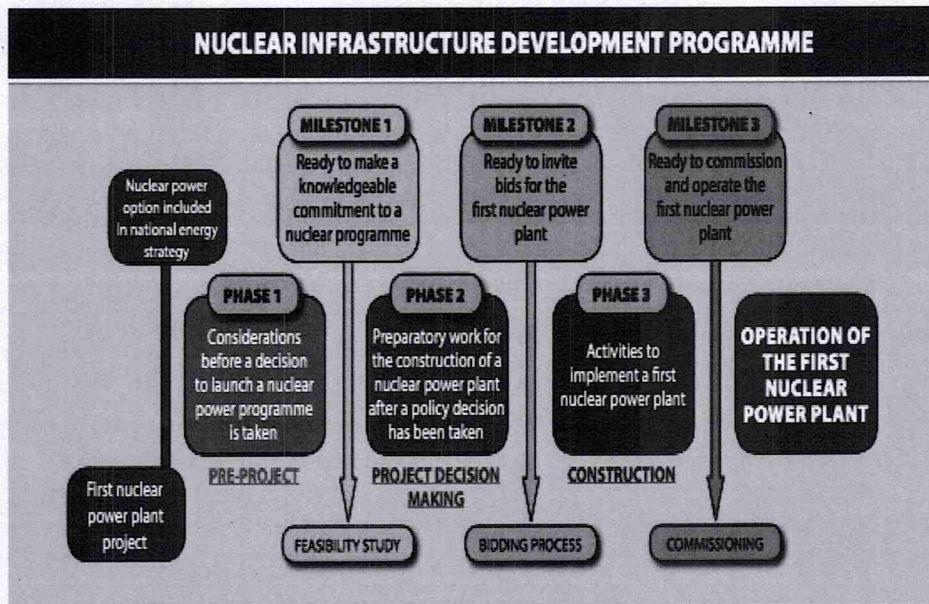 NUCLEAR INFRASTRUCTURE DEVELOPMENT PROGRAMME
MILESTONE 1
Ready to make a
knowledgeable
commitment to a
nuclear programme
MILESTONE 2
Ready to invite
bids for the
first nuclear power
plant
MILESTONE 3
Ready to commission
and operate the
first nuclear power
plant
Nuclear power
option included
in national energy
strategy
PHASE 1
Considerations
before a decision
to launch a nuclear
power programme
is taken
PRE-PROJECT
PHASE 2
Preparatory work for
the construction of a
nuclear power plant
after a policy decision
has been taken
PROJECT DECISION
MAKING
PHASE 3
Activities to
implement a first
nuclear power plant
CONSTRUCTION
OPERATION OF
THE FIRST
NUCLEAR
POWER PLANT
First nuclear
power plant
project
FEASIBILITY STUDY
BIDDING PROCESS
COMMISSIONING